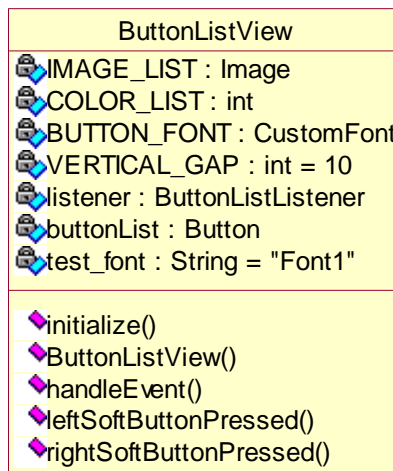 ButtonListView
IMAGE_LIST : Image
COLOR_LIST : int
BUTTON_FONT : CustomFont
VERTICAL_GAP : int = 10
listener : ButtonListListener
buttonList : Button
test_font : String = "Font1"
initialize()
ButtonListView()
handleEvent()
leftSoftButtonPressed()
rightSoftButtonPressed()